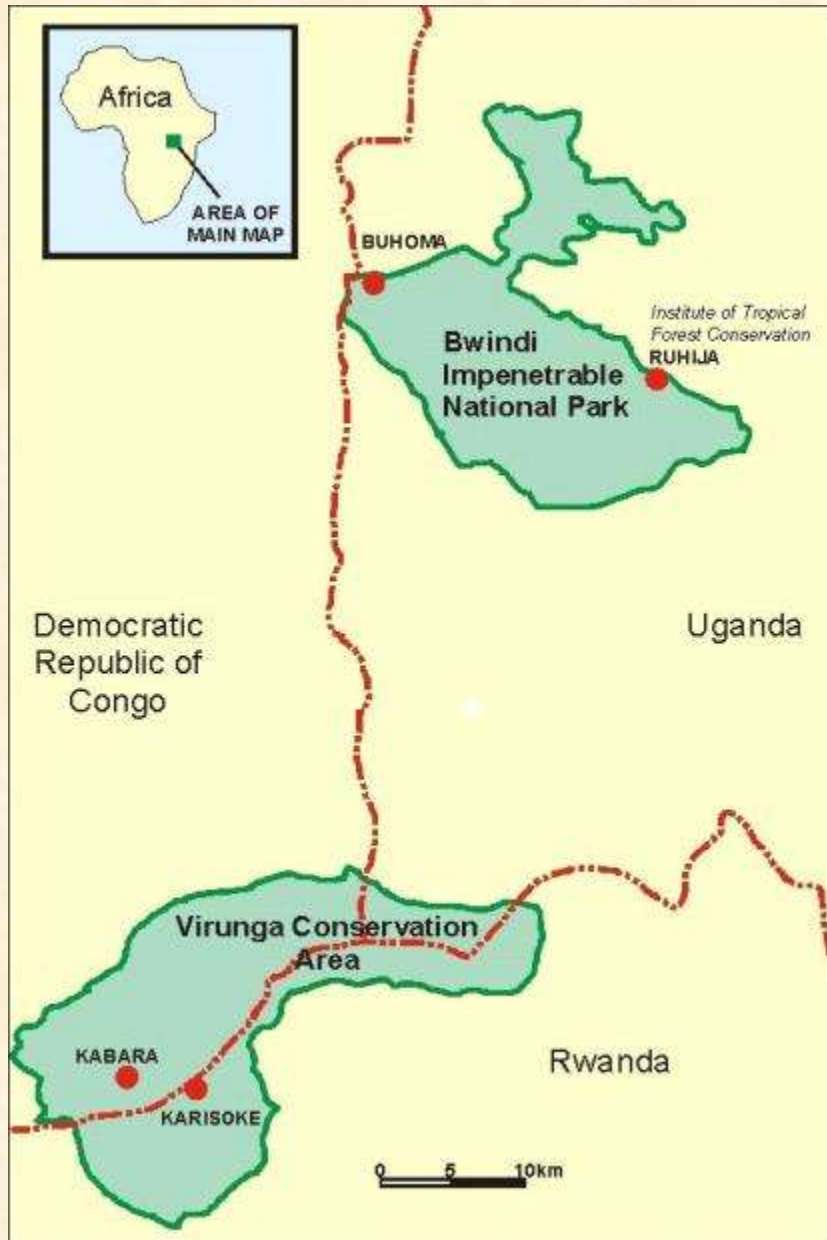 Africa
AREA OF
MAIN MAP
BUHOMA
Institute of Tropical
Forest Conservation
RUHIJA
Bwindi
Impenetrable
National Park
Democratic
Republic of
Congo
Uganda
Virunga Conservation
Area
KABARA
KARISOKE
Rwanda
0 5 10km